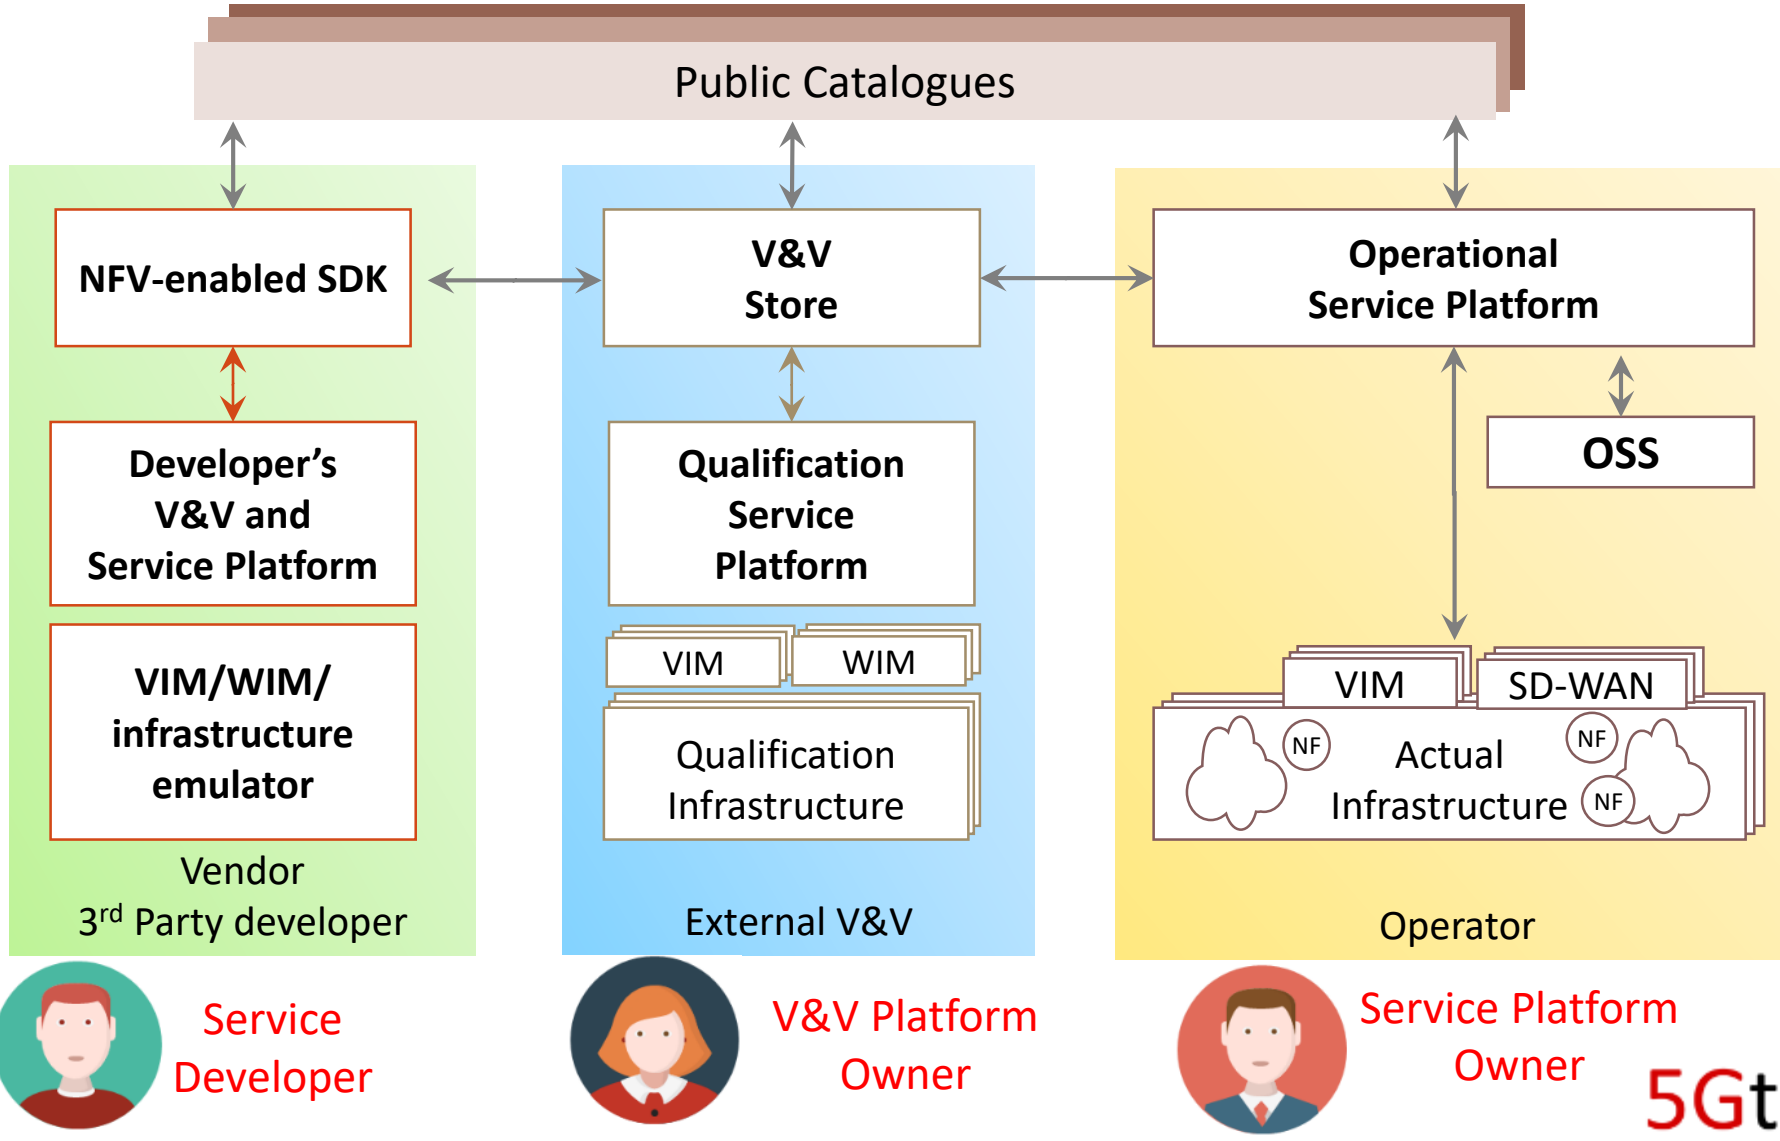 Public Catalogues
NFV-enabled SDK
Developer's
V&V and
Service Platform
VIM/WIM/
infrastructure
emulator
Vendor
3rd Party developer
V&V
Store
Qualification
Service
Platform
VIM
WIM
Qualification
Infrastructure
External V&V
Operational
Service Platform
OSS
VIM
SD-WAN
NF
NF
Actual
Infrastructure
NF
Operator
Service
Developer
V&V Platform
Owner
Service Platform
Owner
5Gt